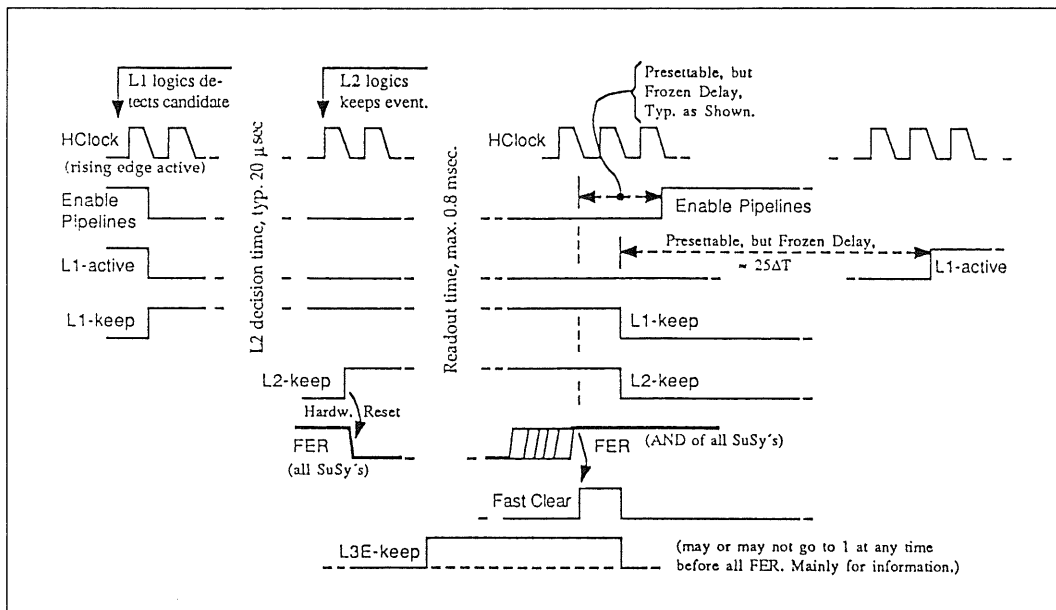 L1 logics de-
tects candidate
L2 logics
keeps event.
Presettable, but
Frozen Delay,
Typ. as Shown.
HClock
(rising edge active)
HClock
Enable
Pipelines
Enable Pipelines
L2 decision time, typ. 20 μsec
Readout time, max. 0.8 msec.
Presettable, but Frozen Delay,
≈ 25ΔT
L1-active
L1-active
L1-keep
L1-keep
L2-keep
L2-keep
Hardw. Reset
FER
(all SuSy´s)
FER
(AND of all SuSy´s)
Fast Clear
L3E-keep
(may or may not go to 1 at any time
before all FER. Mainly for information.)